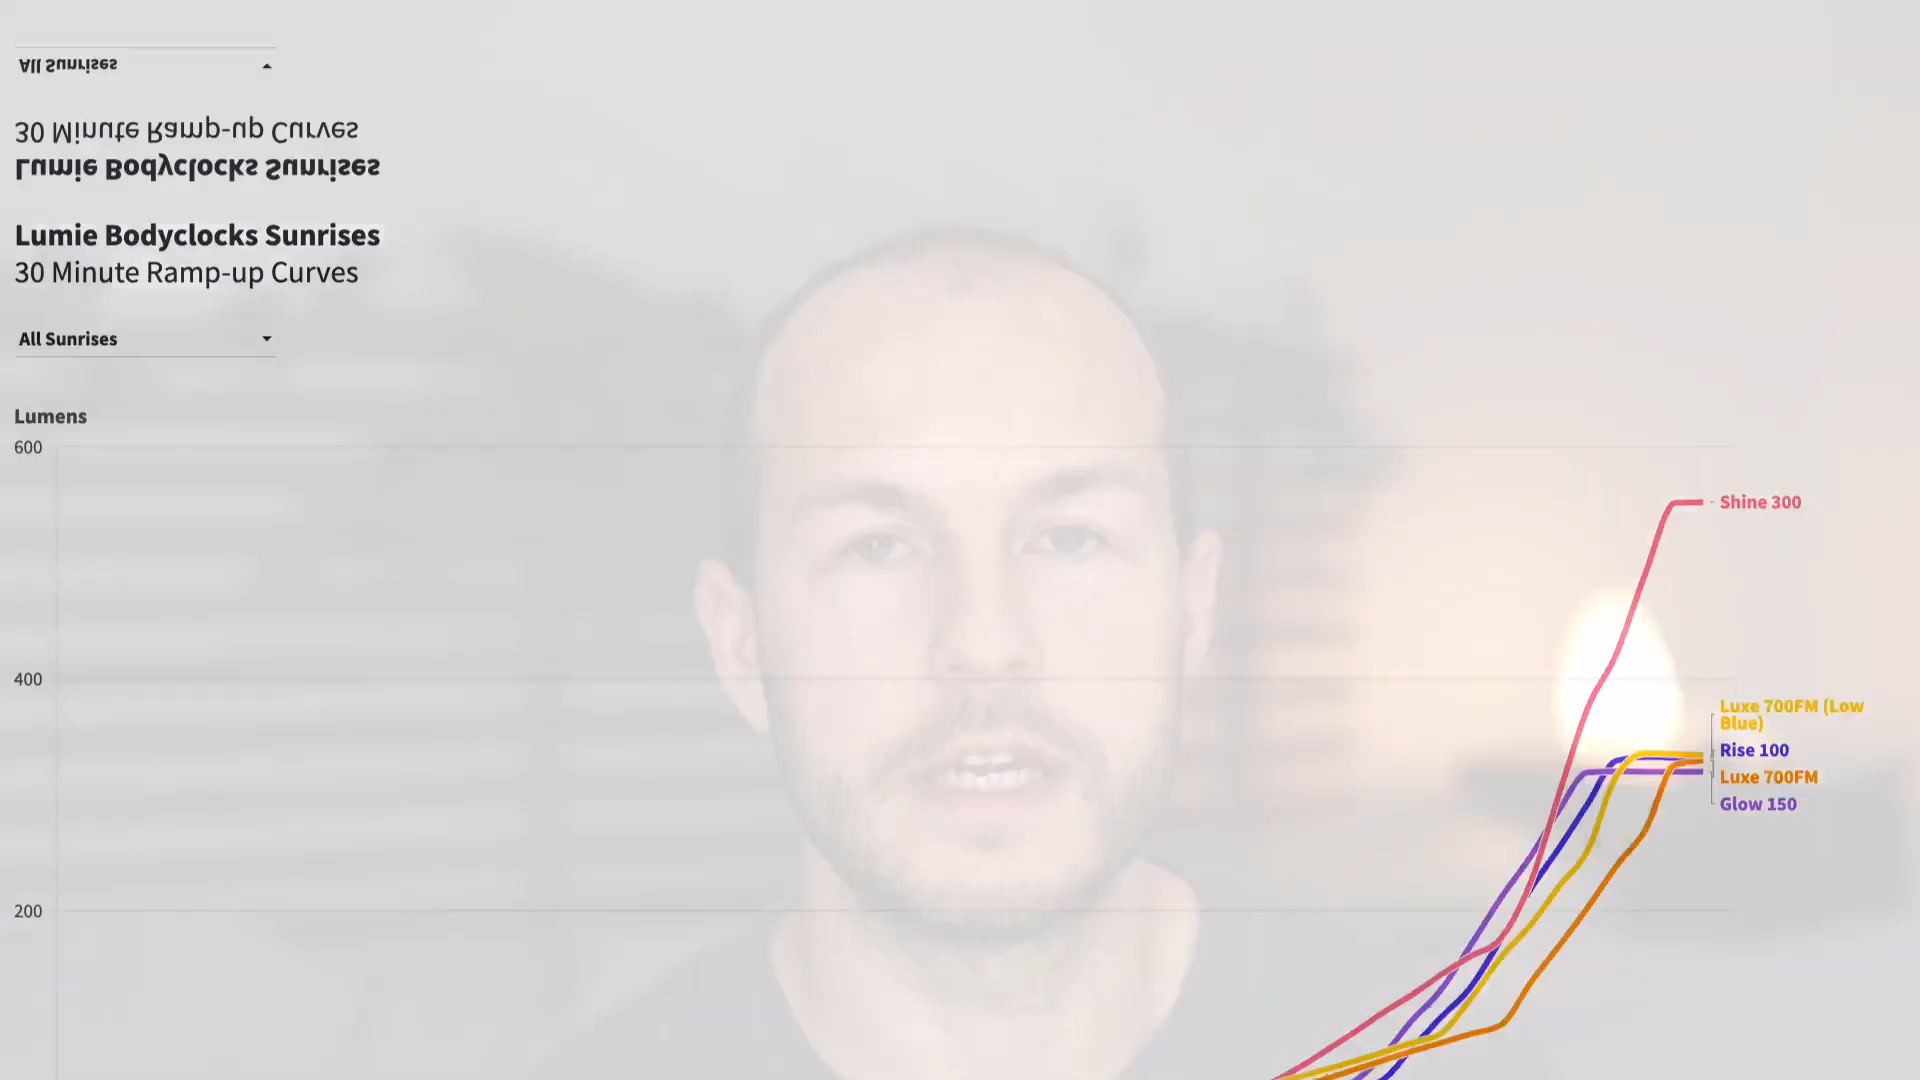 All Sunrises
30 Minute Ramp-up Curves
Lumie Bodyclocks Sunrises
Lumie Bodyclocks Sunrises
30 Minute Ramp-up Curves
All Sunrises
Lumens
600
Shine 300
400
Luxe 700FM (Low
Blue)
Rise 100
Luxe 700FM
Glow 150
200